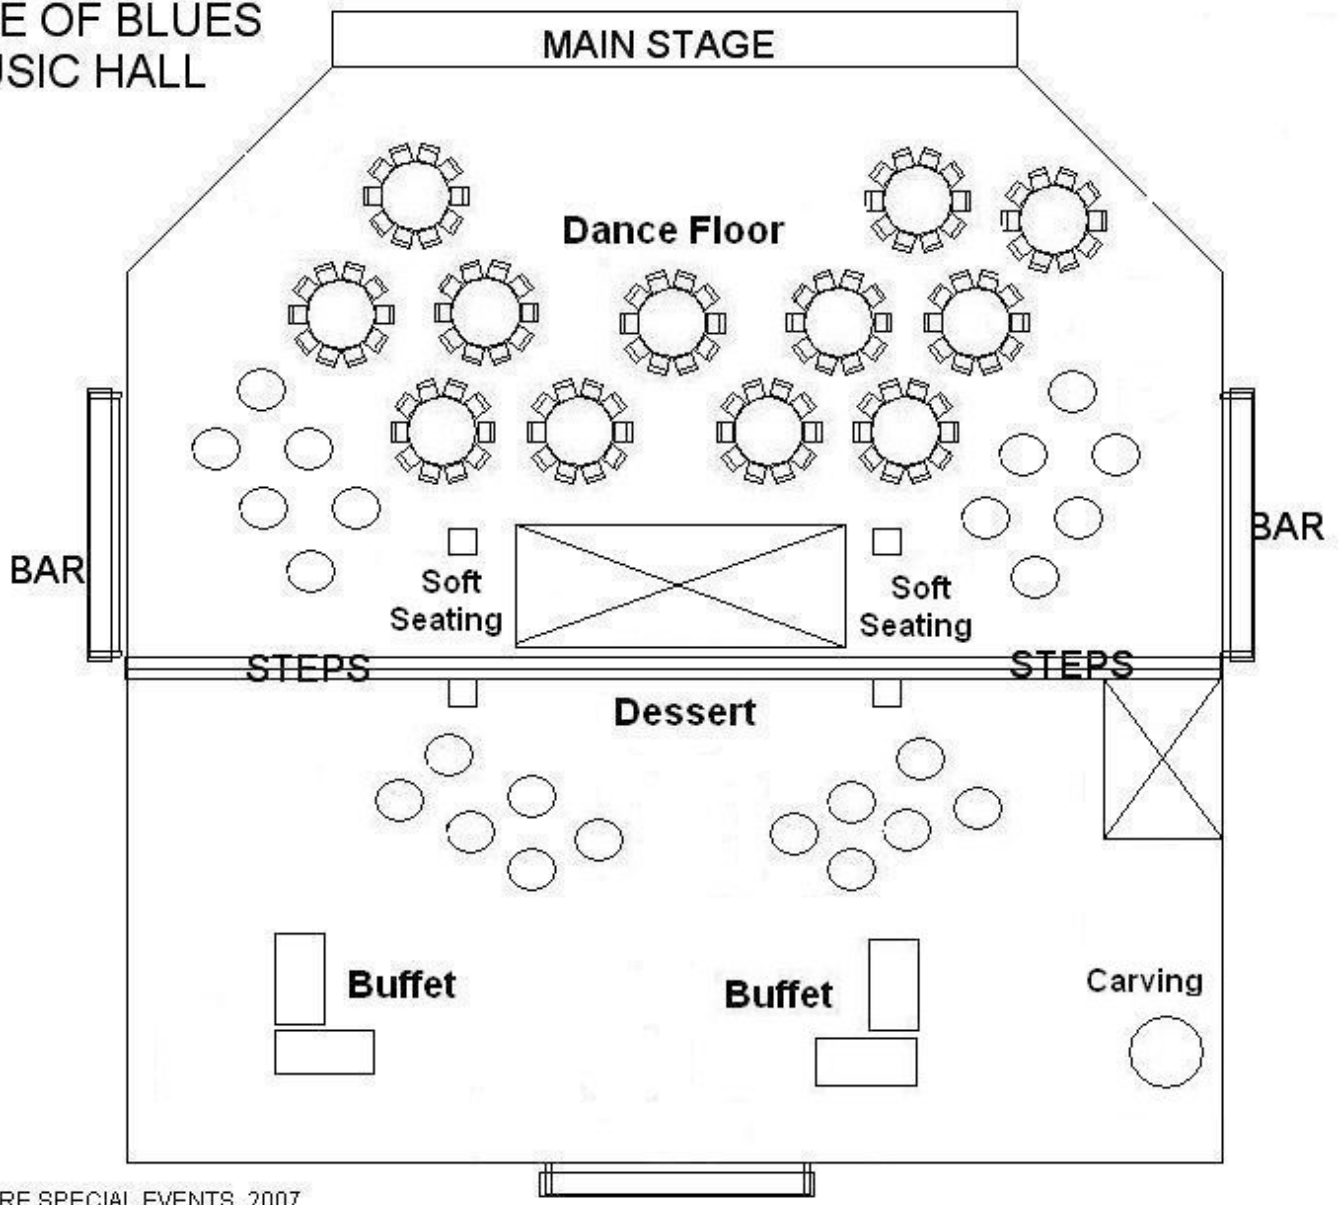 E OF BLUES
USIC HALL
MAIN STAGE
Dance Floor
BAR
BAR
Soft
Seating
Soft
Seating
STEPS
STEPS
Dessert
Buffet
Buffet
Carving
RE SPECIAL EVENTS 2007